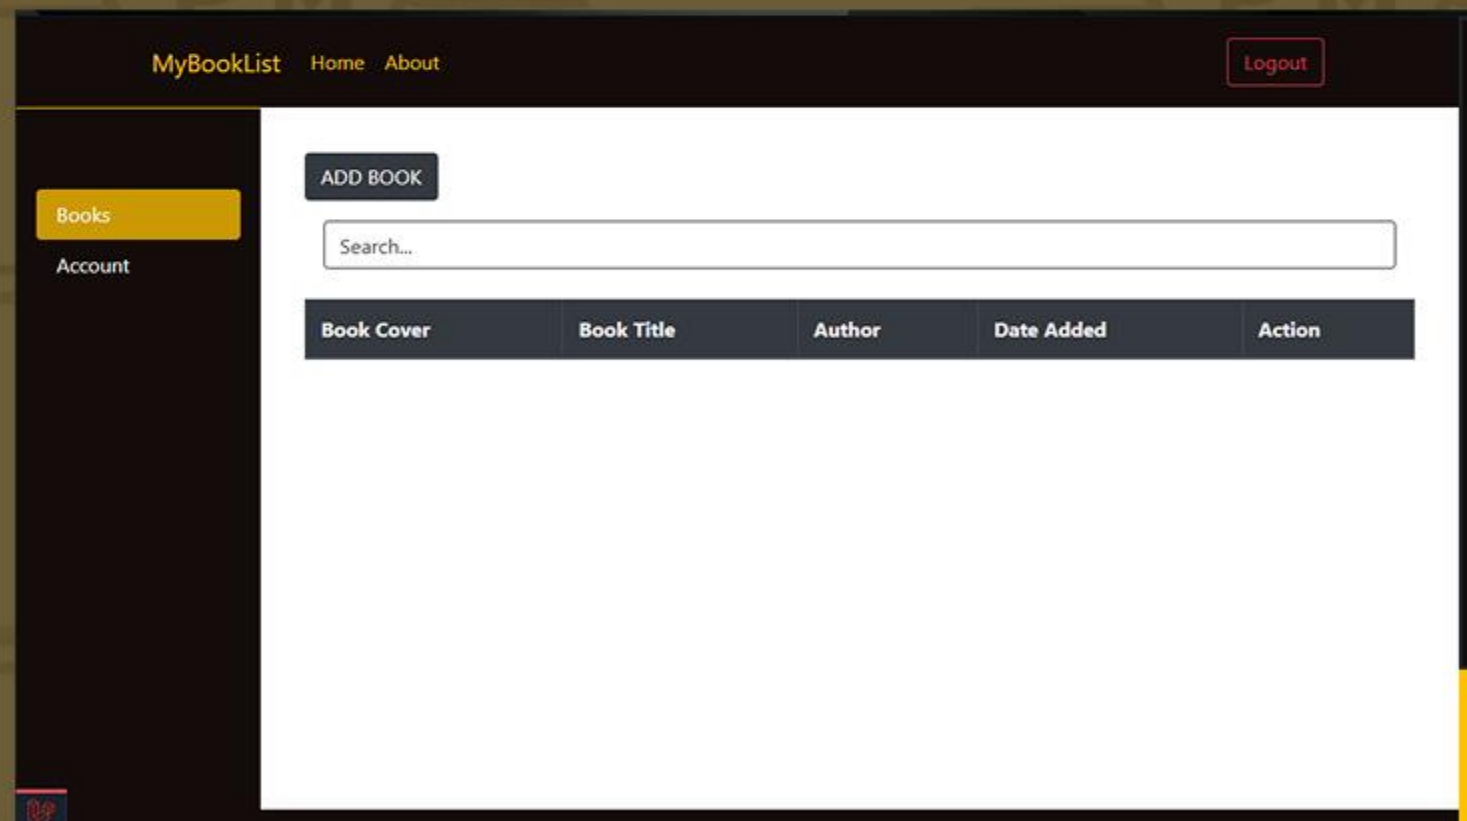 MyBookList Home About Logout
ADD BOOK
Books
Search...
Account
Book Cover Book Title Author Date Added Action